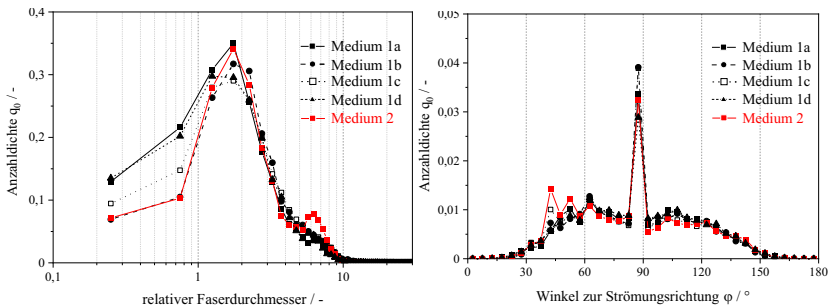 0,4
0,3
0,2
0,1
0
0,1
1
10
Anzahldichte q0 / -
relativer Faserdurchmesser / -
Medium 1a
Medium 1b
Medium 1c
Medium 1d
Medium 2
0,05
0,04
0,03
0,02
0,01
0
0
30
60
90
120
150
180
Anzahldichte q0 / -
Winkel zur Strömungsrichtung φ / °
Medium 1a
Medium 1b
Medium 1c
Medium 1d
Medium 2